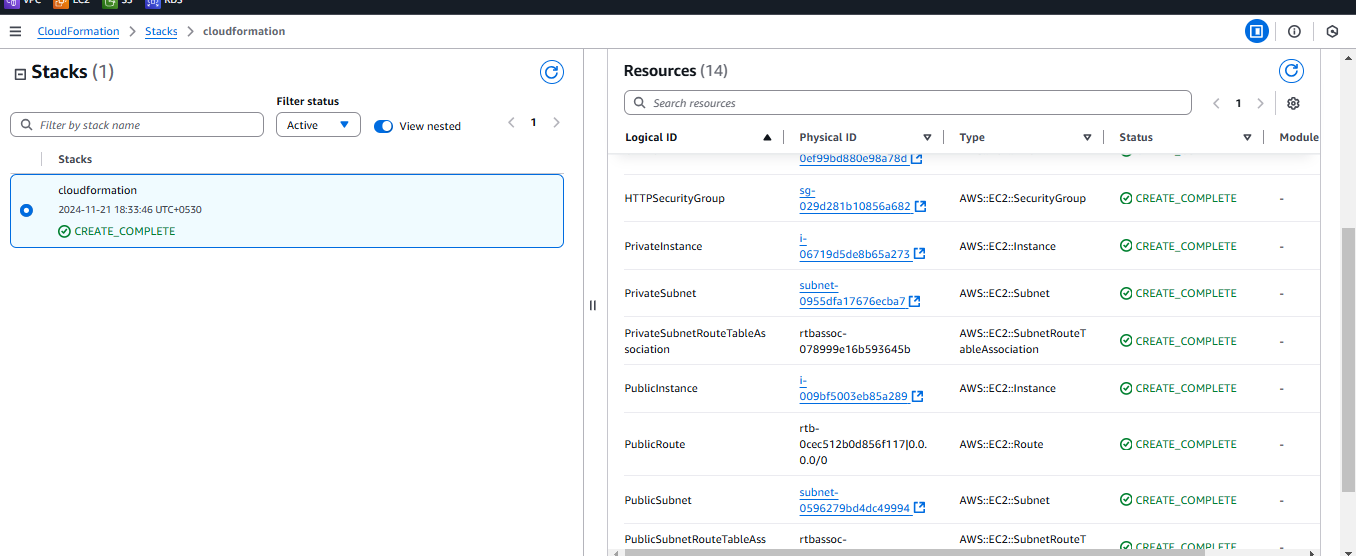 VPC EC2 S3 RDS
CloudFormation > Stacks > cloudformation
Stacks (1)
Filter by stack name
Filter status
Active
View nested
1
Stacks
cloudformation
2024-11-21 18:33:46 UTC+0530
CREATE_COMPLETE
Resources (14)
Search resources
1
Logical ID Physical ID Type Status Module
0ef99bd880e98a78d
HTTPSecurityGroup sg- AWS::EC2::SecurityGroup CREATE_COMPLETE -
029d281b10856a682
PrivateInstance i- AWS::EC2::Instance CREATE_COMPLETE -
06719d5de8b65a273
PrivateSubnet subnet- AWS::EC2::Subnet CREATE_COMPLETE -
0955dfa17676ecba7
PrivateSubnetRouteTableAs rtbassoc- AWS::EC2::SubnetRouteT CREATE_COMPLETE -
sociation 078999e16b593645b ableAssociation
PublicInstance i- AWS::EC2::Instance CREATE_COMPLETE -
009bf5003eb85a289
PublicRoute rtb- AWS::EC2::Route CREATE_COMPLETE -
0cec512b0d856f117|0.0.
0.0/0
PublicSubnet subnet- AWS::EC2::Subnet CREATE_COMPLETE -
0596279bd4dc49994
PublicSubnetRouteTableAss rtbassoc- AWS::EC2::SubnetRouteT CREATE_COMPLETE -